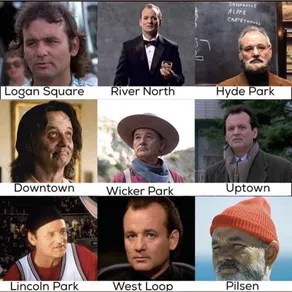 Logan Square
River North
Hyde Park
Downtown
Wicker Park
Uptown
Lincoln Park
West Loop
Pilsen